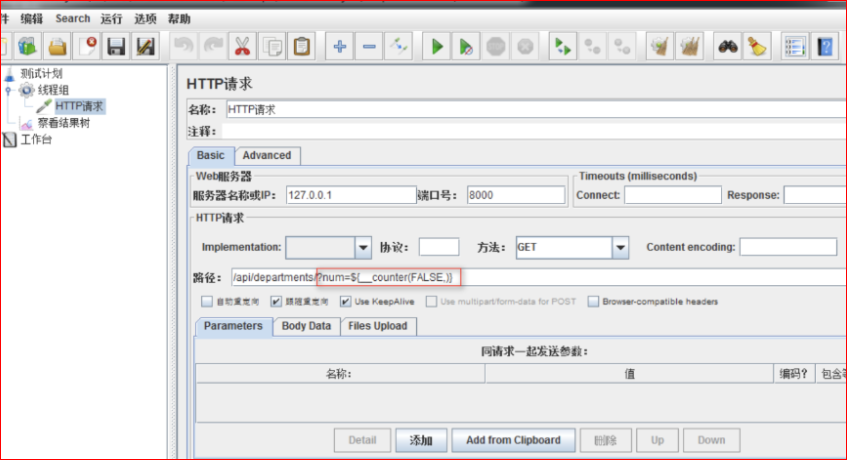 件 编辑 Search 运行 选项 帮助
测试计划
线程组
HTTP请求
察看结果树
工作台
HTTP请求
名称： HTTP请求
注释：
Basic Advanced
Web服务器 Timeouts (milliseconds)
服务器名称或IP： 127.0.0.1 端口号： 8000 Connect: Response:
HTTP请求
Implementation: 协议： 方法： GET Content encoding:
路径： /api/departments/?num=${__counter(FALSE,)}
自动重定向 跟随重定向 Use KeepAlive Use multipart/form-data for POST Browser-compatible headers
Parameters Body Data Files Upload
同请求一起发送参数：
名称： 值 编码？ 包含等
Detail 添加 Add from Clipboard 删除 Up Down